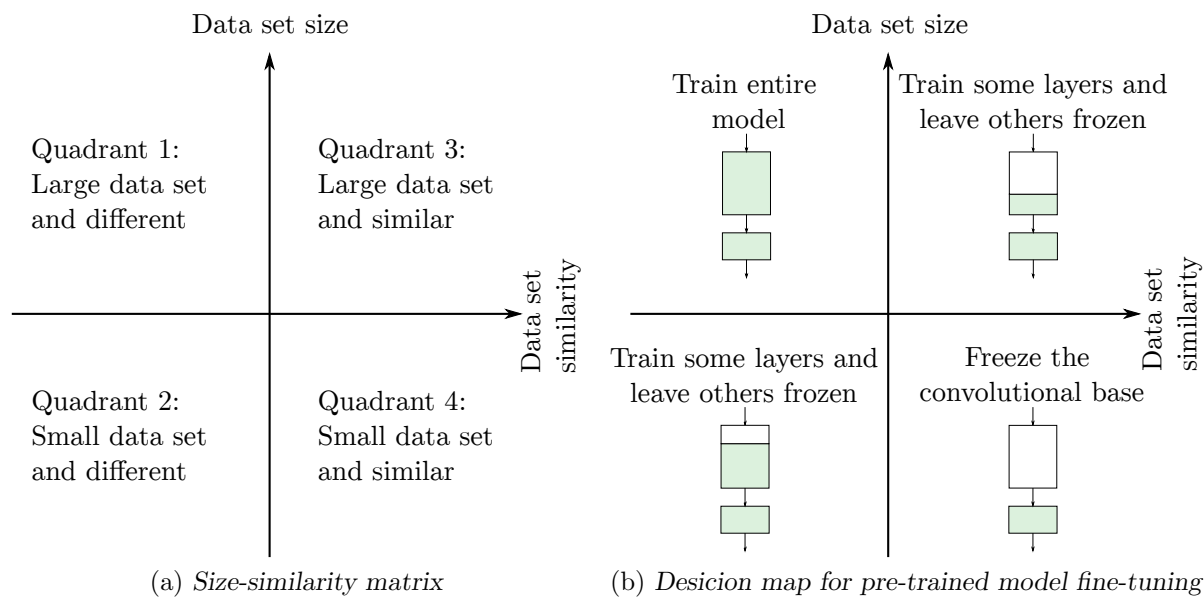 Data set size
Quadrant 1:
Large data set
and different
Quadrant 3:
Large data set
and similar
Data set
similarity
Quadrant 2:
Small data set
and different
Quadrant 4:
Small data set
and similar
(a) Size-similarity matrix
Data set size
Train entire
model
Train some layers and
leave others frozen
Data set
similarity
Train some layers and
leave others frozen
Freeze the
convolutional base
(b) Desicion map for pre-trained model fine-tuning